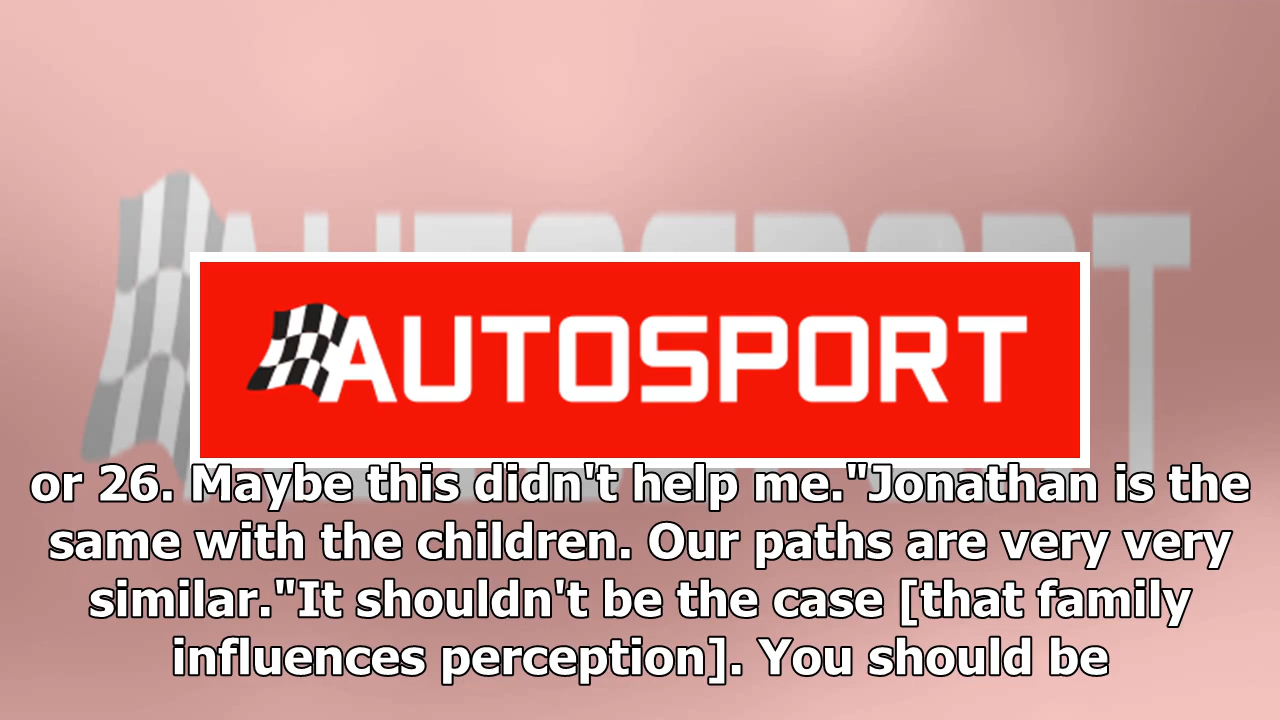 AUTOSPORT
or 26. Maybe this didn't help me."Jonathan is the
same with the children. Our paths are very very
similar."It shouldn't be the case [that family
influences perception]. You should be